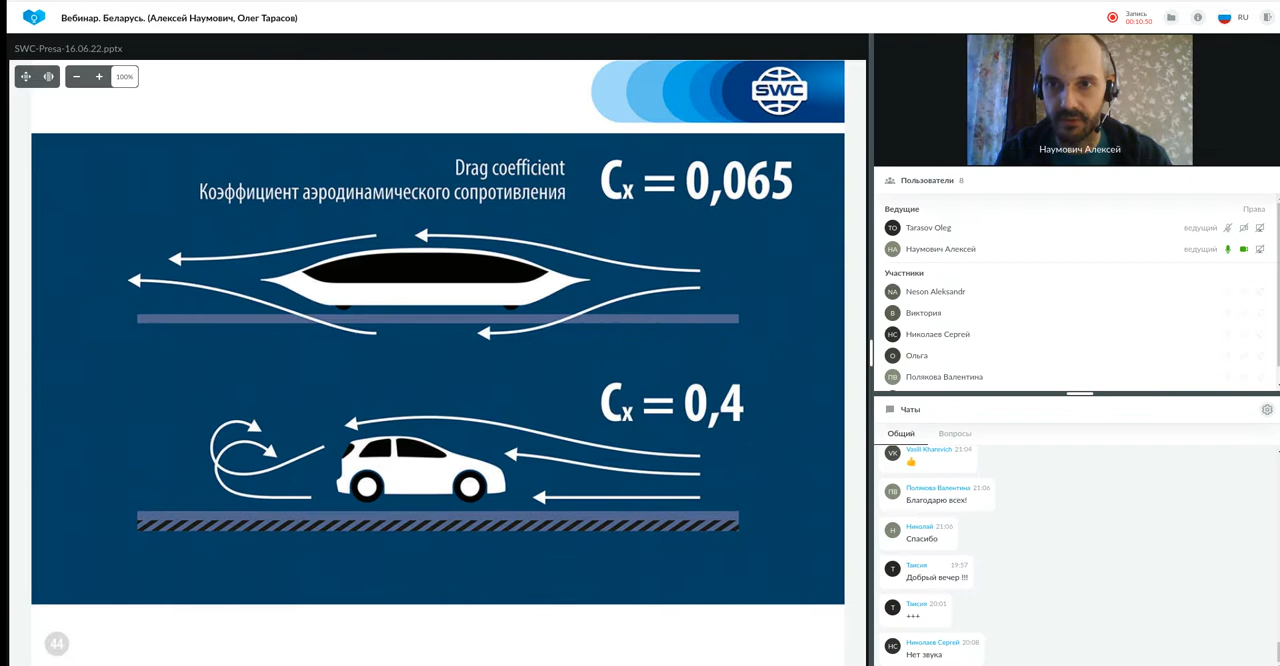 Вебинар. Беларусь. (Алексей Наумович, Олег Тарасов)
Запись
00:10:50
RU
SWC-Presa-16.06.22.pptx
100%
SWC
Drag coefficient
Коэффициент аэродинамического сопротивления
Cx = 0,065
Cx = 0,4
44
Наумович Алексей
Пользователи 8
Ведущие Права
TO Tarasov Oleg ведущий
НА Наумович Алексей ведущий
Участники
NA Neson Aleksandr
В Виктория
НС Николаев Сергей
О Ольга
ПВ Полякова Валентина
Чаты
Общий Вопросы
VK Vasili Kharevich 21:04
👍
ПВ Полякова Валентина 21:06
Благодарю всех!
Н Николай 21:06
Спасибо
Т Таисия 19:57
Добрый вечер !!!
Т Таисия 20:01
+++
НС Николаев Сергей 20:08
Нет звука